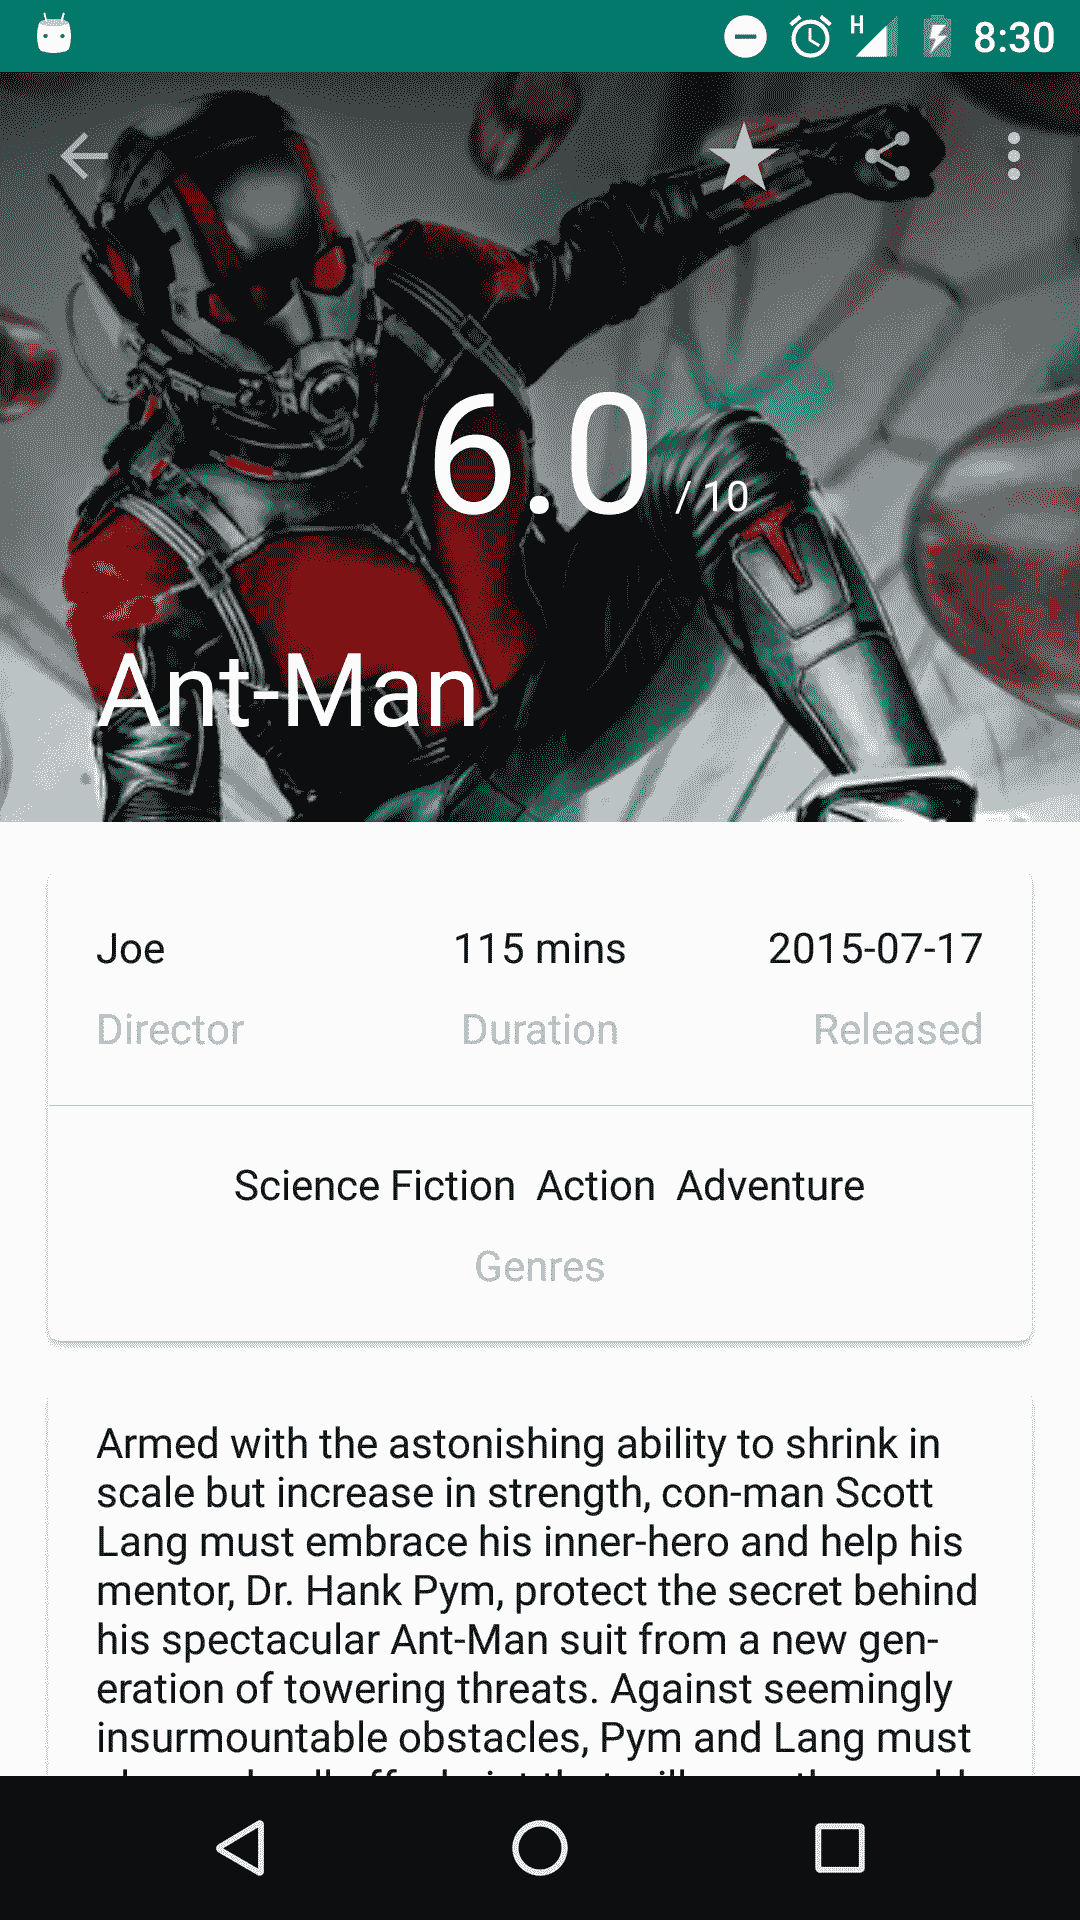 H 8:30
6.0 / 10
Ant-Man
Joe 115 mins 2015-07-17
Director Duration Released
Science Fiction Action Adventure
Genres
Armed with the astonishing ability to shrink in
scale but increase in strength, con-man Scott
Lang must embrace his inner-hero and help his
mentor, Dr. Hank Pym, protect the secret behind
his spectacular Ant-Man suit from a new gen-
eration of towering threats. Against seemingly
insurmountable obstacles, Pym and Lang must